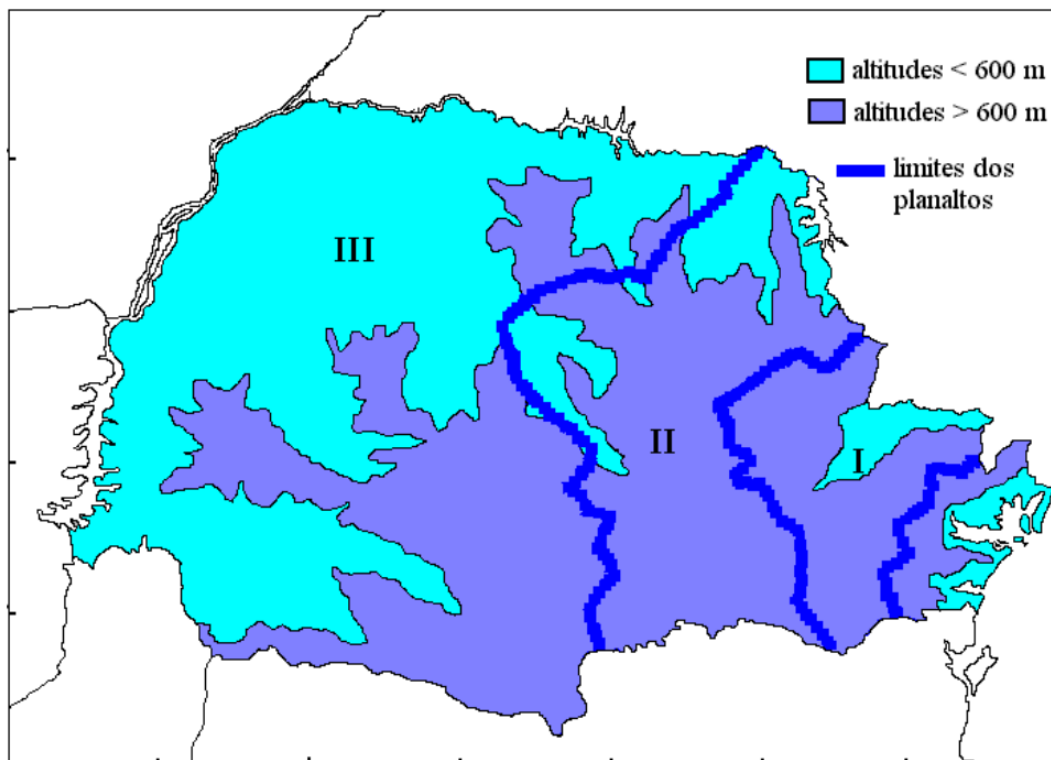 altitudes < 600 m
altitudes > 600 m
limites dos
planaltos
III
II
I